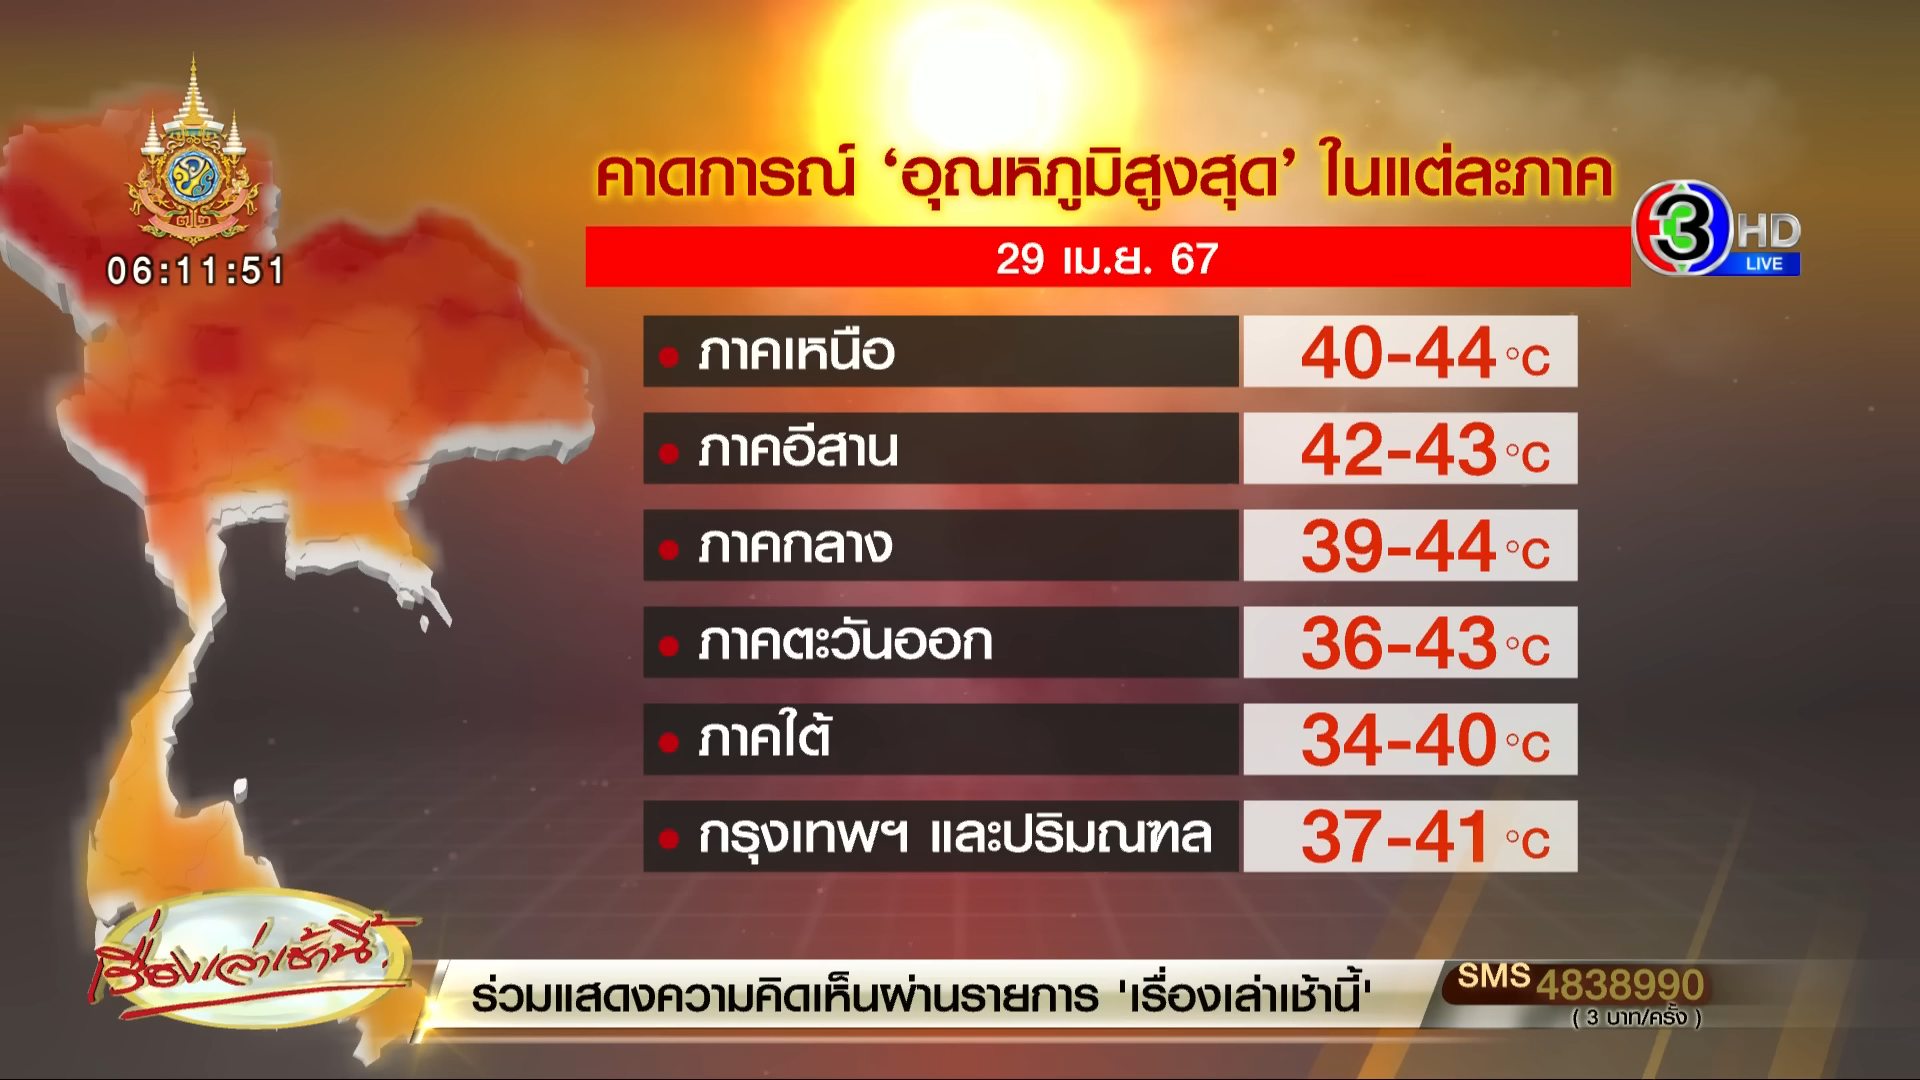 คาดการณ์ ‘อุณหภูมิสูงสุด’ ในแต่ละภาค
29 เม.ย. 67
3 HD
LIVE
06:11:51
ภาคเหนือ 40-44 °C
ภาคอีสาน 42-43 °C
ภาคกลาง 39-44 °C
ภาคตะวันออก 36-43 °C
ภาคใต้ 34-40 °C
กรุงเทพฯ และปริมณฑล 37-41 °C
เรื่องเล่าเช้านี้
ร่วมแสดงความคิดเห็นผ่านรายการ 'เรื่องเล่าเช้านี้'
SMS 4838990
( 3 บาท/ครั้ง )